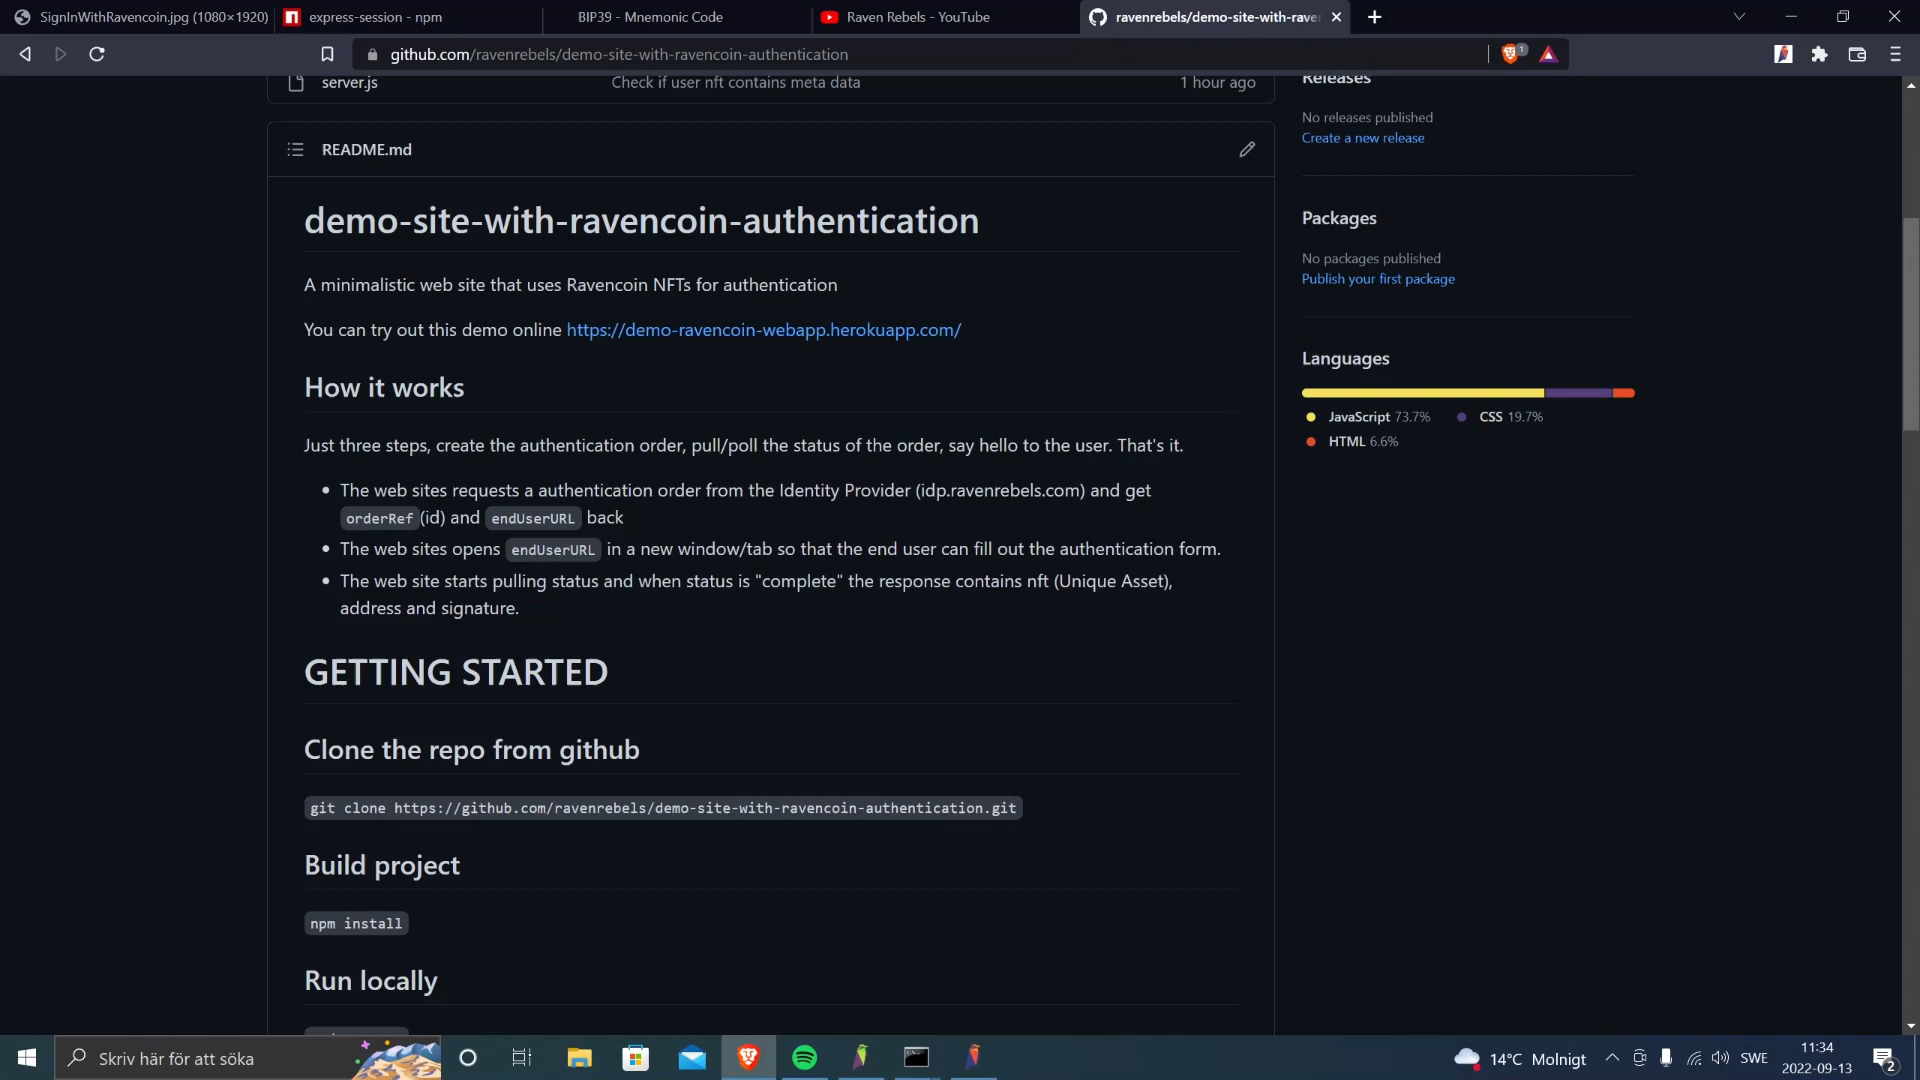 SignInWithRavencoin.jpg (1080×1920)
express-session - npm
BIP39 - Mnemonic Code
Raven Rebels - YouTube
ravenrebels/demo-site-with-rave
github.com/ravenrebels/demo-site-with-ravencoin-authentication
1
server.js
Check if user nft contains meta data
1 hour ago
README.md
demo-site-with-ravencoin-authentication
A minimalistic web site that uses Ravencoin NFTs for authentication
You can try out this demo online https://demo-ravencoin-webapp.herokuapp.com/
How it works
Just three steps, create the authentication order, pull/poll the status of the order, say hello to the user. That's it.
• The web sites requests a authentication order from the Identity Provider (idp.ravenrebels.com) and get
orderRef (id) and endUserURL back
• The web sites opens endUserURL in a new window/tab so that the end user can fill out the authentication form.
• The web site starts pulling status and when status is "complete" the response contains nft (Unique Asset),
address and signature.
GETTING STARTED
Clone the repo from github
git clone https://github.com/ravenrebels/demo-site-with-ravencoin-authentication.git
Build project
npm install
Run locally
Releases
No releases published
Create a new release
Packages
No packages published
Publish your first package
Languages
JavaScript 73.7%
CSS 19.7%
HTML 6.6%
Skriv här för att söka
14°C Molnigt
SWE
11:34
2022-09-13
2